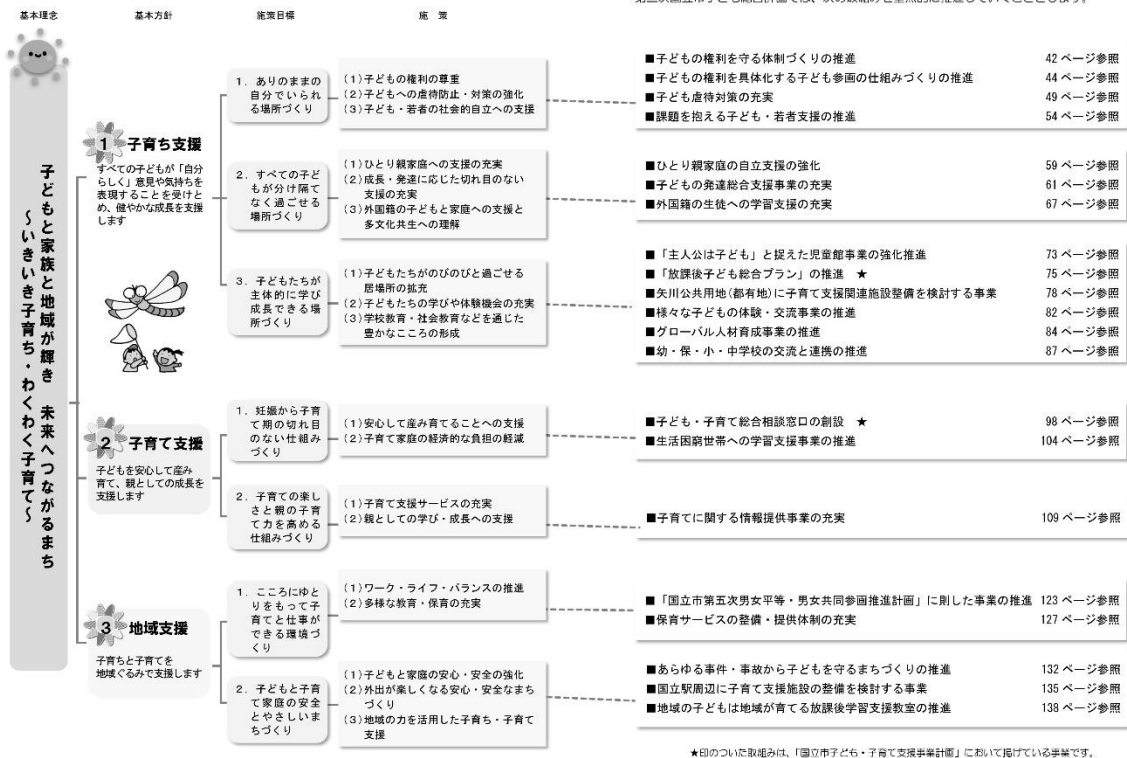 基本理念
基本方針
施策目標
施 策
子どもと家族と地域が輝き 未来へつながるまち
～いきいき子育ち・わくわく子育て～
1 子育ち支援
すべての子どもが「自分
らしく」意見や気持ちを
表現することを受けと
め、健やかな成長を支援
します
1. ありのままの
自分でいられ
る場所づくり
(1)子どもの権利の尊重
(2)子どもへの虐待防止・対策の強化
(3)子ども・若者の社会的自立への支援
■子どもの権利を守る体制づくりの推進 42 ページ参照
■子どもの権利を具体化する子ども参画の仕組みづくりの推進 44 ページ参照
■子ども虐待対策の充実 49 ページ参照
■課題を抱える子ども・若者支援の推進 54 ページ参照
2. すべての子ど
もが分け隔て
なく過ごせる
場所づくり
(1)ひとり親家庭への支援の充実
(2)成長・発達に応じた切れ目のない
支援の充実
(3)外国籍の子どもと家庭への支援と
多文化共生への理解
■ひとり親家庭の自立支援の強化 59 ページ参照
■子どもの発達総合支援事業の充実 61 ページ参照
■外国籍の生徒への学習支援の充実 67 ページ参照
3. 子どもたちが
主体的に学び
成長できる場
所づくり
(1)子どもたちがのびのびと過ごせる
居場所の拡充
(2)子どもたちの学びや体験機会の充実
(3)学校教育・社会教育などを通じた
豊かなこころの形成
■「主人公は子ども」と捉えた児童館事業の強化推進 73 ページ参照
■「放課後子ども総合プラン」の推進 ★ 75 ページ参照
■矢川公共用地(都有地)に子育て支援関連施設整備を検討する事業 78 ページ参照
■様々な子どもの体験・交流事業の推進 82 ページ参照
■グローバル人材育成事業の推進 84 ページ参照
■幼・保・小・中学校の交流と連携の推進 87 ページ参照
2 子育て支援
子どもを安心して産み
育て、親としての成長を
支援します
1. 妊娠から子育
て期の切れ目
のない仕組み
づくり
(1)安心して産み育てることへの支援
(2)子育て家庭の経済的な負担の軽減
■子ども・子育て総合相談窓口の創設 ★ 98 ページ参照
■生活困窮世帯への学習支援事業の推進 104 ページ参照
2. 子育ての楽し
さと親の子育
て力を高める
仕組みづくり
(1)子育て支援サービスの充実
(2)親としての学び・成長への支援
■子育てに関する情報提供事業の充実 109 ページ参照
3 地域支援
子育ちと子育てを
地域ぐるみで支援します
1. こころにゆと
りをもって子
育てと仕事が
できる環境づ
くり
(1)ワーク・ライフ・バランスの推進
(2)多様な教育・保育の充実
■「国立市第五次男女平等・男女共同参画推進計画」に則した事業の推進 123 ページ参照
■保育サービスの整備・提供体制の充実 127 ページ参照
2. 子どもと子育
て家庭の安全
とやさしいま
ちづくり
(1)子どもと家庭の安心・安全の強化
(2)外出が楽しくなる安心・安全なまち
づくり
(3)地域の力を活用した子育ち・子育て
支援
■あらゆる事件・事故から子どもを守るまちづくりの推進 132 ページ参照
■国立駅周辺に子育て支援施設の整備を検討する事業 135 ページ参照
■地域の子どもは地域が育てる放課後学習支援教室の推進 138 ページ参照
★印のついた取組みは、「国立市子ども・子育て支援事業計画」において掲げている事業です。